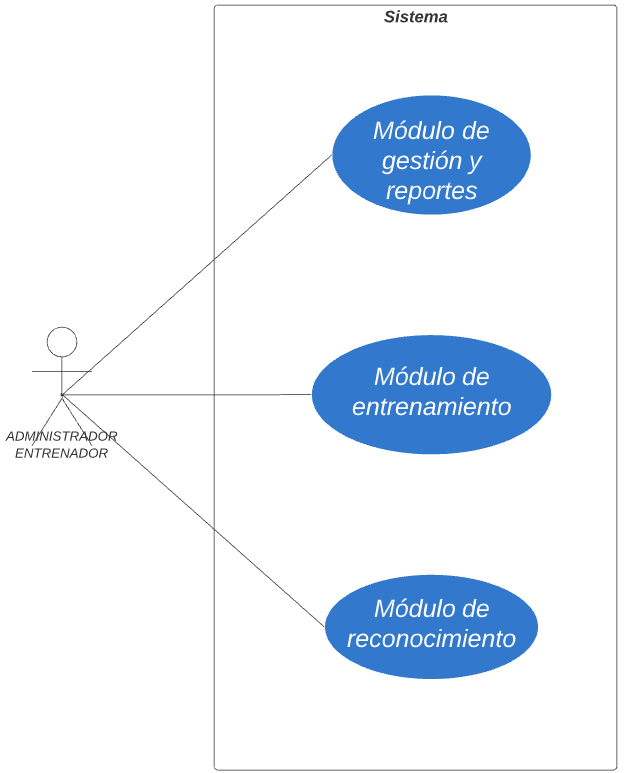 Sistema
Módulo de
gestión y
reportes
Módulo de
entrenamiento
ADMINISTRADOR
ENTRENADOR
Módulo de
reconocimiento